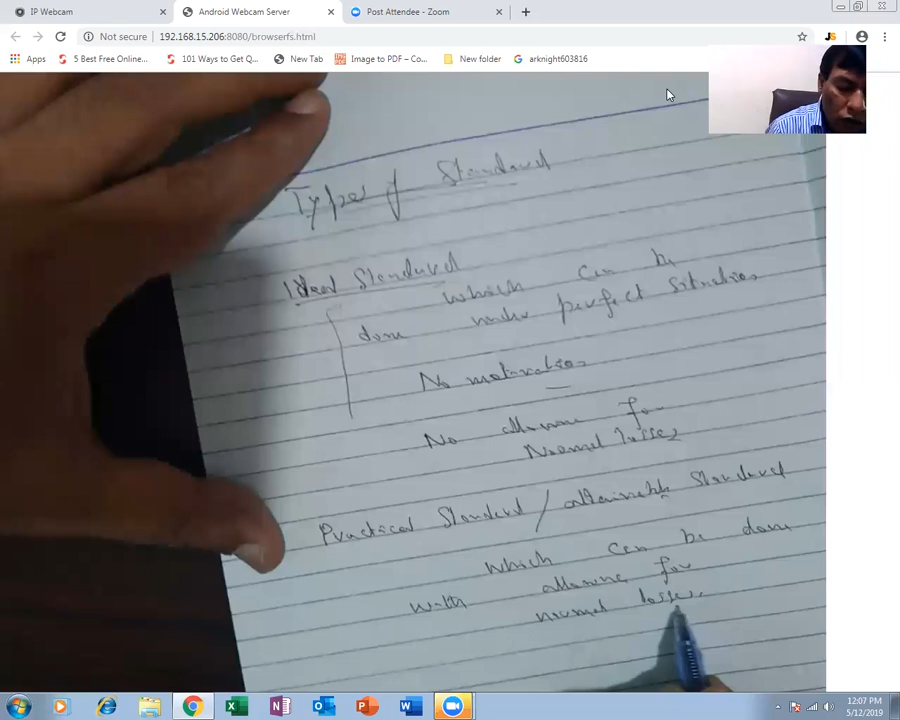 IP Webcam
Android Webcam Server
Post Attendee - Zoom
Not secure | 192.168.15.206:8080/browserfs.html
Apps
5 Best Free Onlin...
101 Ways to Get Q...
New Tab
Image to PDF – Co...
New folder
arknight603816
Types of Standard
Ideal Standard
which can be
done under perfect situation
No motivation
No allowance for
Normal losses
Practical Standard / attainable Standard
which can be done
with allowance for
normal losses.
12:07 PM
5/12/2019